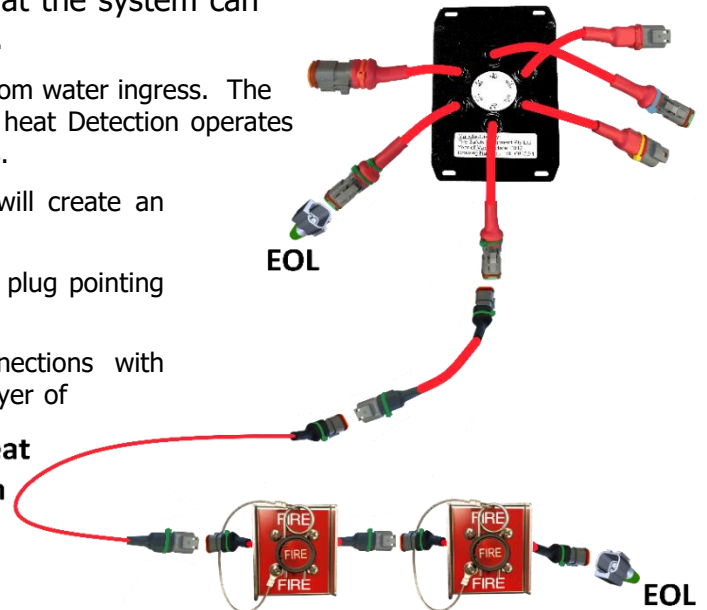 at the system can
om water ingress. The
heat Detection operates
will create an
plug pointing
nections with
yer of
eat
n
EOL
FIRE
FIRE
FIRE
FIRE
FIRE
FIRE
EOL